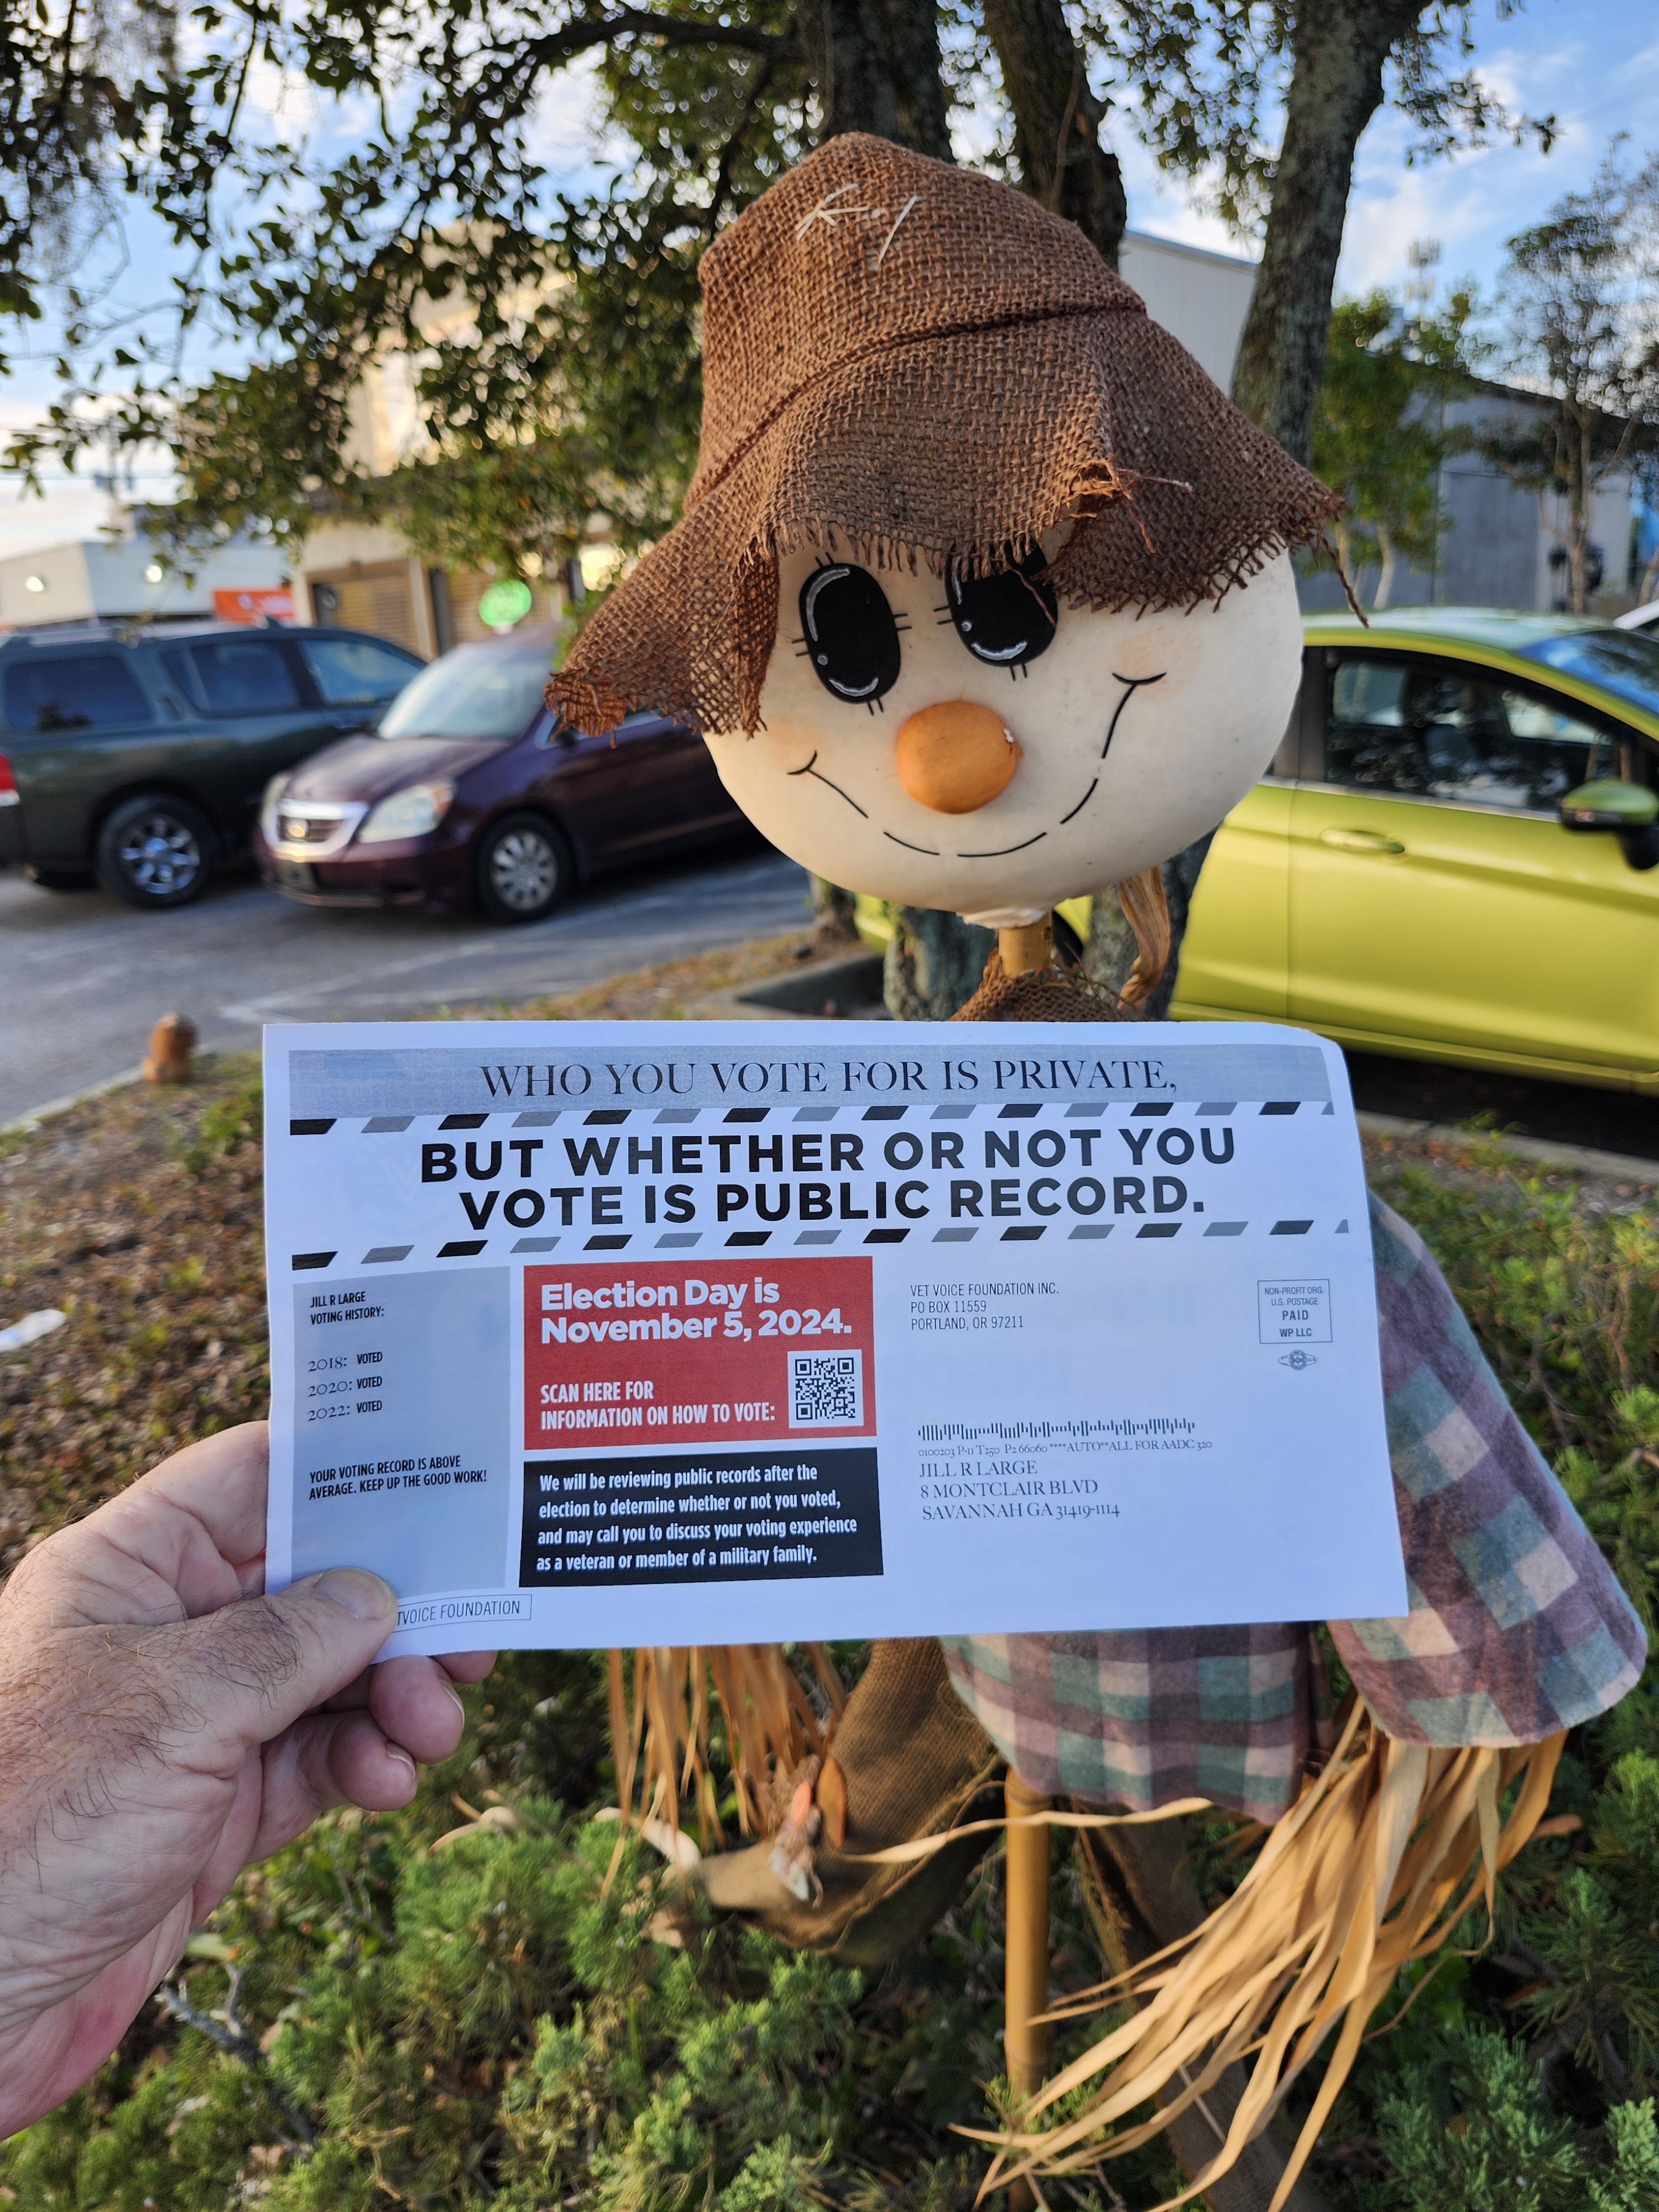 WHO YOU VOTE FOR IS PRIVATE,
BUT WHETHER OR NOT YOU
VOTE IS PUBLIC RECORD.
JILL R LARGE
VOTING HISTORY:
2018: VOTED
2020: VOTED
2022: VOTED
YOUR VOTING RECORD IS ABOVE
AVERAGE. KEEP UP THE GOOD WORK!
Election Day is
November 5, 2024.
SCAN HERE FOR
INFORMATION ON HOW TO VOTE:
We will be reviewing public records after the
election to determine whether or not you voted,
and may call you to discuss your voting experience
as a veteran or member of a military family.
TVOICE FOUNDATION
VET VOICE FOUNDATION INC.
PO BOX 11559
PORTLAND, OR 97211
NON-PROFIT ORG.
U.S. POSTAGE
PAID
WP LLC
0100203 P-11 T250 P2 66060 ****AUTO**ALL FOR AADC 320
JILL R LARGE
8 MONTCLAIR BLVD
SAVANNAH GA 31419-1114